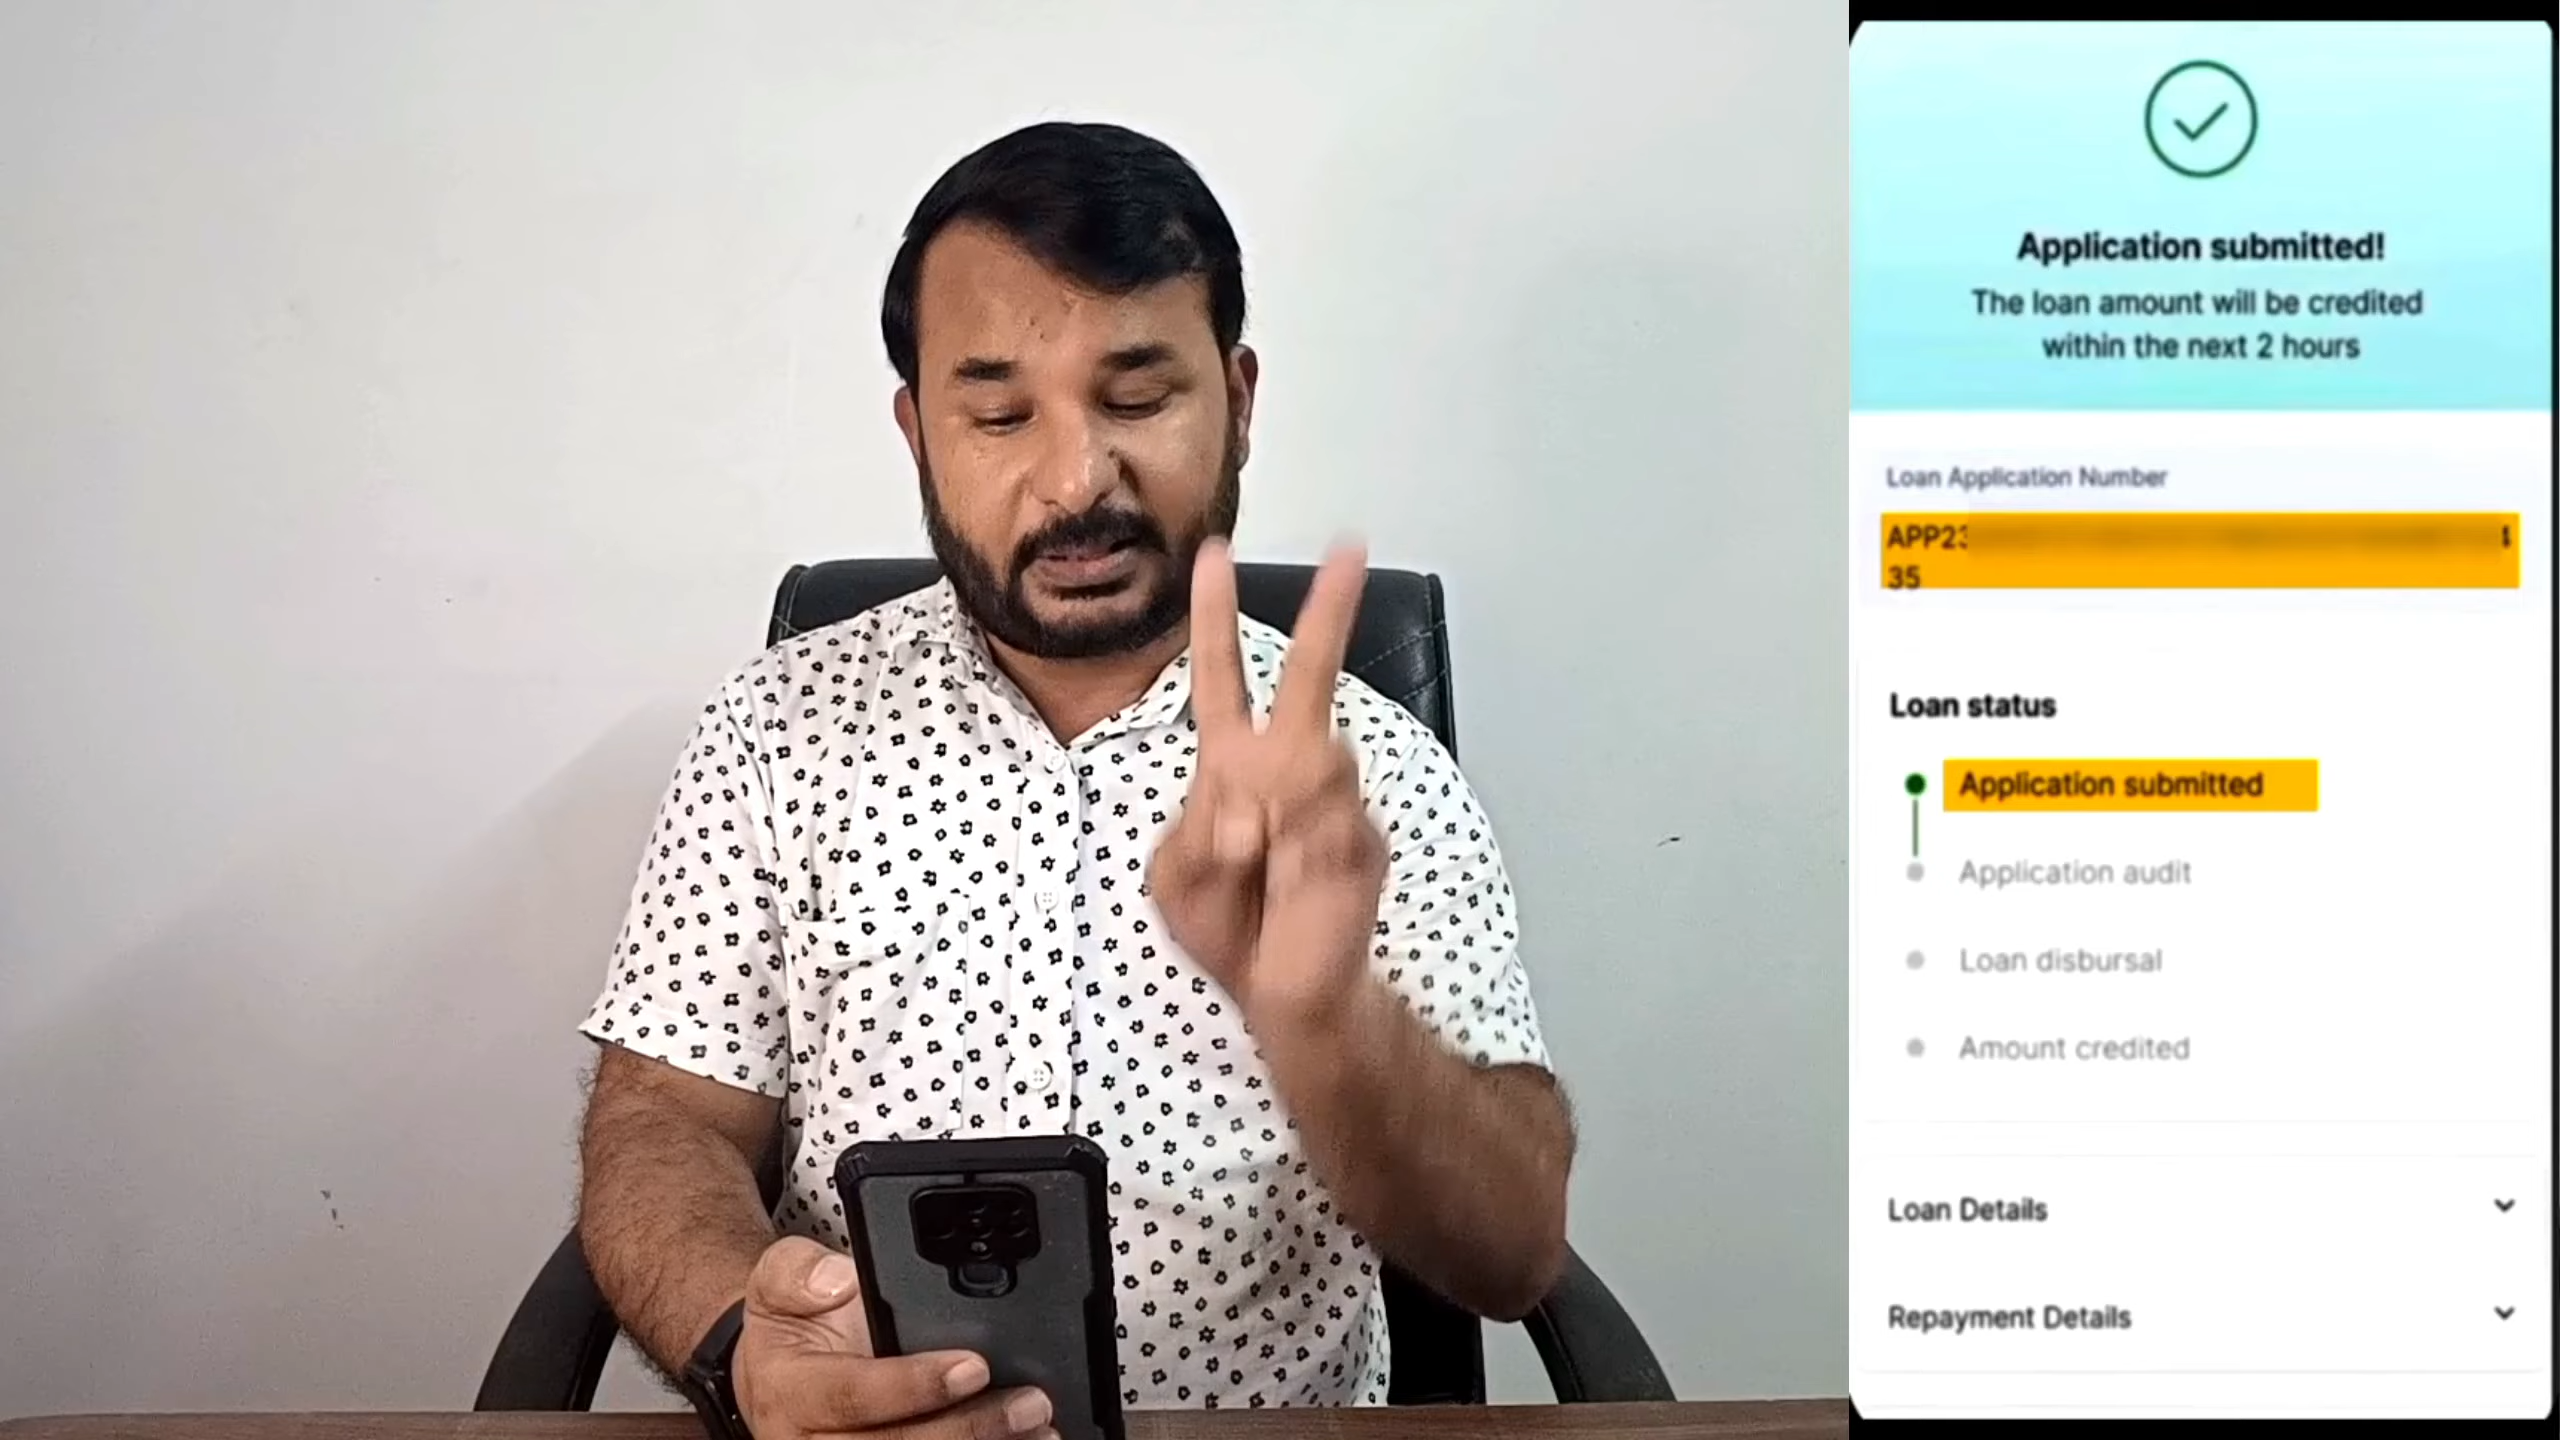 Application submitted!
The loan amount will be credited
within the next 2 hours
Loan Application Number
APP23
35
Loan status
Application submitted
Application audit
Loan disbursal
Amount credited
Loan Details
Repayment Details